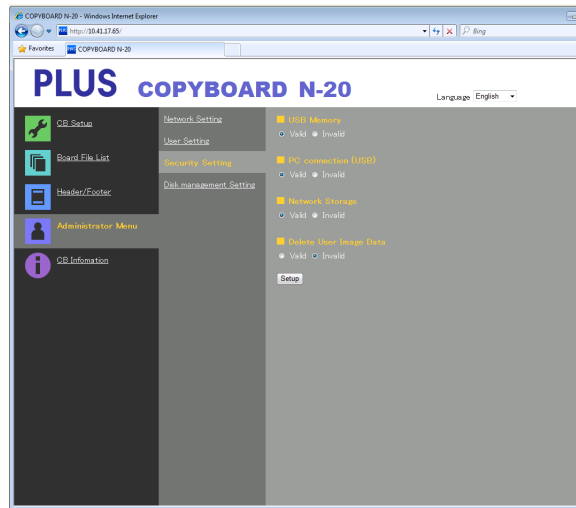 COPYBOARD N-20 - Windows Internet Explorer
http://10.41.17.65/
Bing
Favorites
COPYBOARD N-20
PLUS COPYBOARD N-20
Language English
CB Setup
Board File List
Header/Footer
Administrator Menu
CB Infomation
Network Setting
User Setting
Security Setting
Disk management Setting
USB Memory
Valid Invalid
PC connection (USB)
Valid Invalid
Network Storage
Valid Invalid
Delete User Image Data
Valid Invalid
Setup